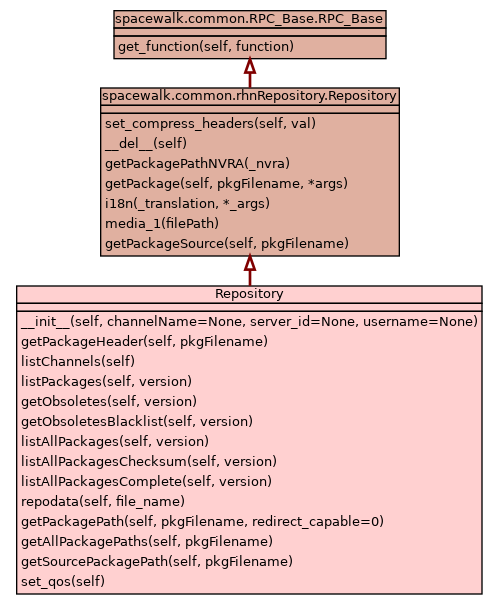 spacewalk.common.RPC_Base.RPC_Base
get_function(self, function)
spacewalk.common.rhnRepository.Repository
set_compress_headers(self, val)
__del__(self)
getPackagePathNVRA(_nvra)
getPackage(self, pkgFilename, *args)
i18n(_translation, *_args)
media_1(filePath)
getPackageSource(self, pkgFilename)
Repository
__init__(self, channelName=None, server_id=None, username=None)
getPackageHeader(self, pkgFilename)
listChannels(self)
listPackages(self, version)
getObsoletes(self, version)
getObsoletesBlacklist(self, version)
listAllPackages(self, version)
listAllPackagesChecksum(self, version)
listAllPackagesComplete(self, version)
repodata(self, file_name)
getPackagePath(self, pkgFilename, redirect_capable=0)
getAllPackagePaths(self, pkgFilename)
getSourcePackagePath(self, pkgFilename)
set_qos(self)